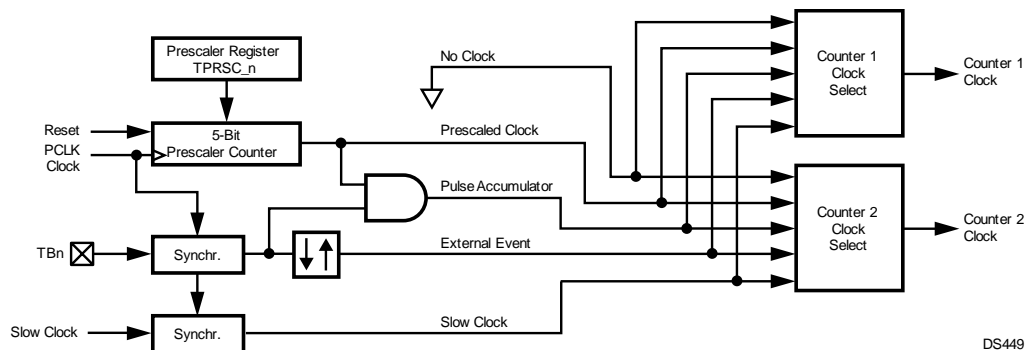 Prescaler Register
TPRSC_n
No Clock
Counter 1
Clock
Select
Counter 1
Clock
Reset
PCLK
Clock
5-Bit
Prescaler Counter
Prescaled Clock
Pulse Accumulator
Counter 2
Clock
Select
Counter 2
Clock
TBn
Synchr.
External Event
Slow Clock
Synchr.
Slow Clock
DS449